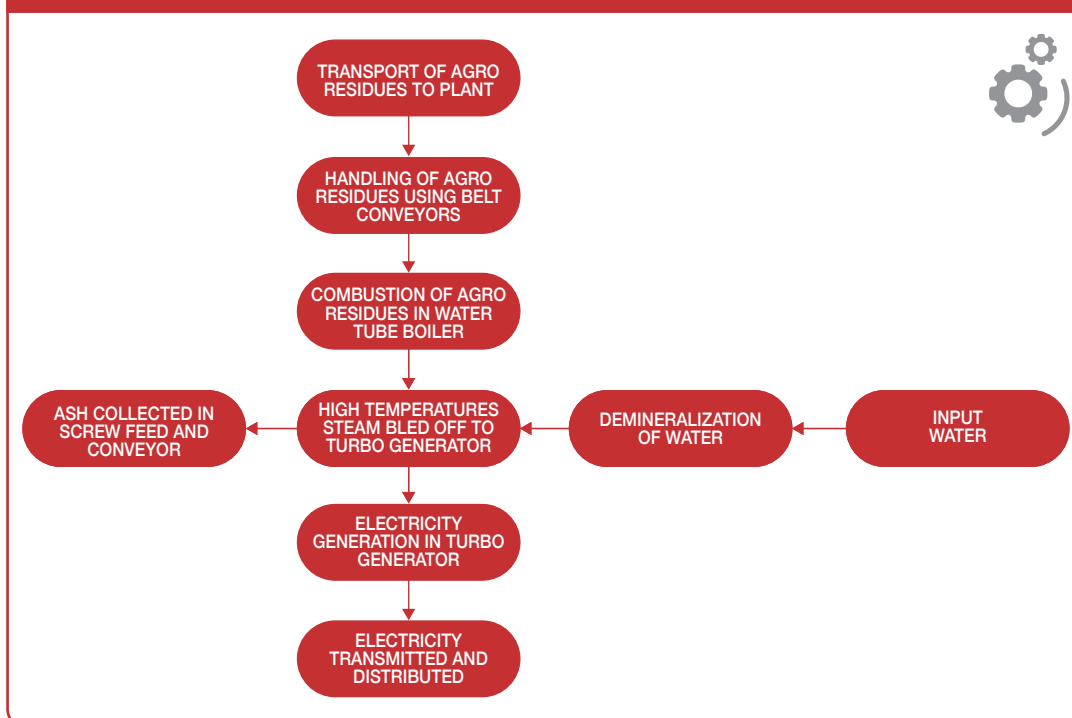 TRANSPORT OF AGRO
RESIDUES TO PLANT
HANDLING OF AGRO
RESIDUES USING BELT
CONVEYORS
COMBUSTION OF AGRO
RESIDUES IN WATER
TUBE BOILER
ASH COLLECTED IN
SCREW FEED AND
CONVEYOR
HIGH TEMPERATURES
STEAM BLED OFF TO
TURBO GENERATOR
DEMINERALIZATION
OF WATER
INPUT
WATER
ELECTRICITY
GENERATION IN TURBO
GENERATOR
ELECTRICITY
TRANSMITTED AND
DISTRIBUTED